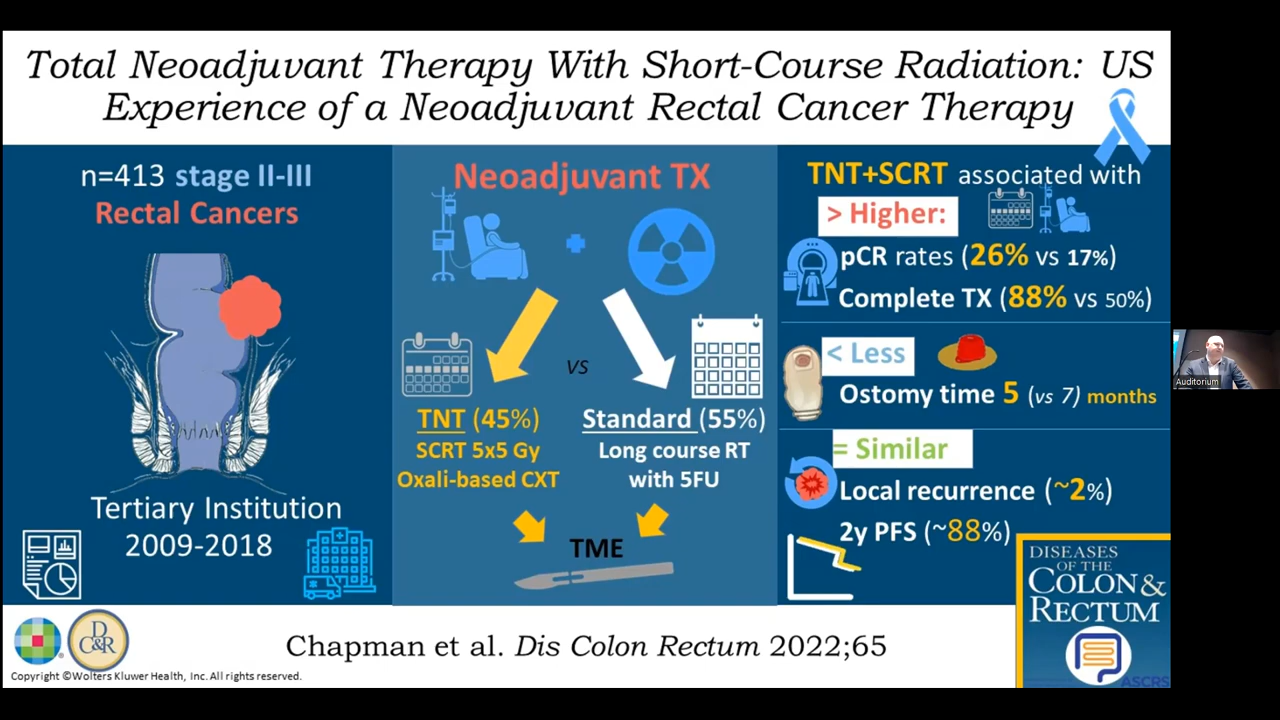 Total Neoadjuvant Therapy With Short-Course Radiation: US
Experience of a Neoadjuvant Rectal Cancer Therapy
n=413 stage II-III
Rectal Cancers
Tertiary Institution
2009-2018
Neoadjuvant TX
vs
TNT (45%)
SCRT 5x5 Gy
Oxali-based CXT
Standard (55%)
Long course RT
with 5FU
TME
TNT+SCRT associated with
> Higher:
pCR rates (26% vs 17%)
Complete TX (88% vs 50%)
< Less
Ostomy time 5 (vs 7) months
= Similar
Local recurrence (~2%)
2y PFS (~88%)
DISEASES
OF THE
COLON &
RECTUM
ASCRS
D
C&R
Chapman et al. Dis Colon Rectum 2022;65
Copyright ©Wolters Kluwer Health, Inc. All rights reserved.
Auditorium